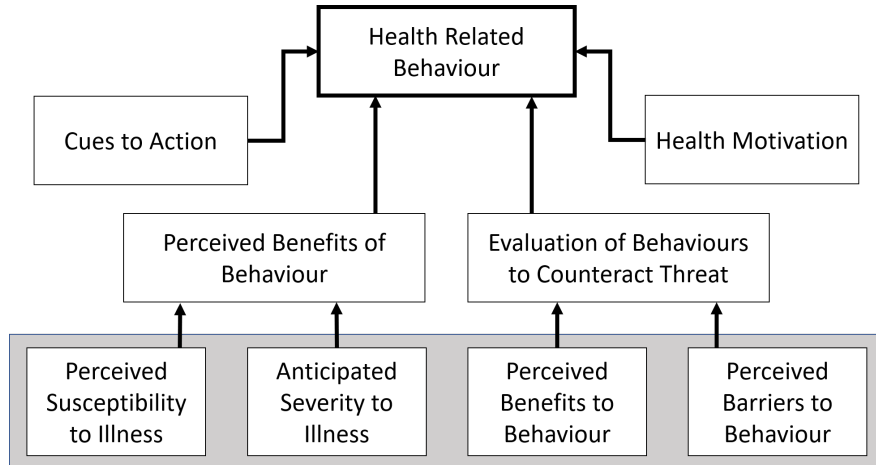 Health Related
Behaviour
Cues to Action
Health Motivation
Perceived Benefits of
Behaviour
Evaluation of Behaviours
to Counteract Threat
Perceived
Susceptibility
to Illness
Anticipated
Severity to
Illness
Perceived
Benefits to
Behaviour
Perceived
Barriers to
Behaviour